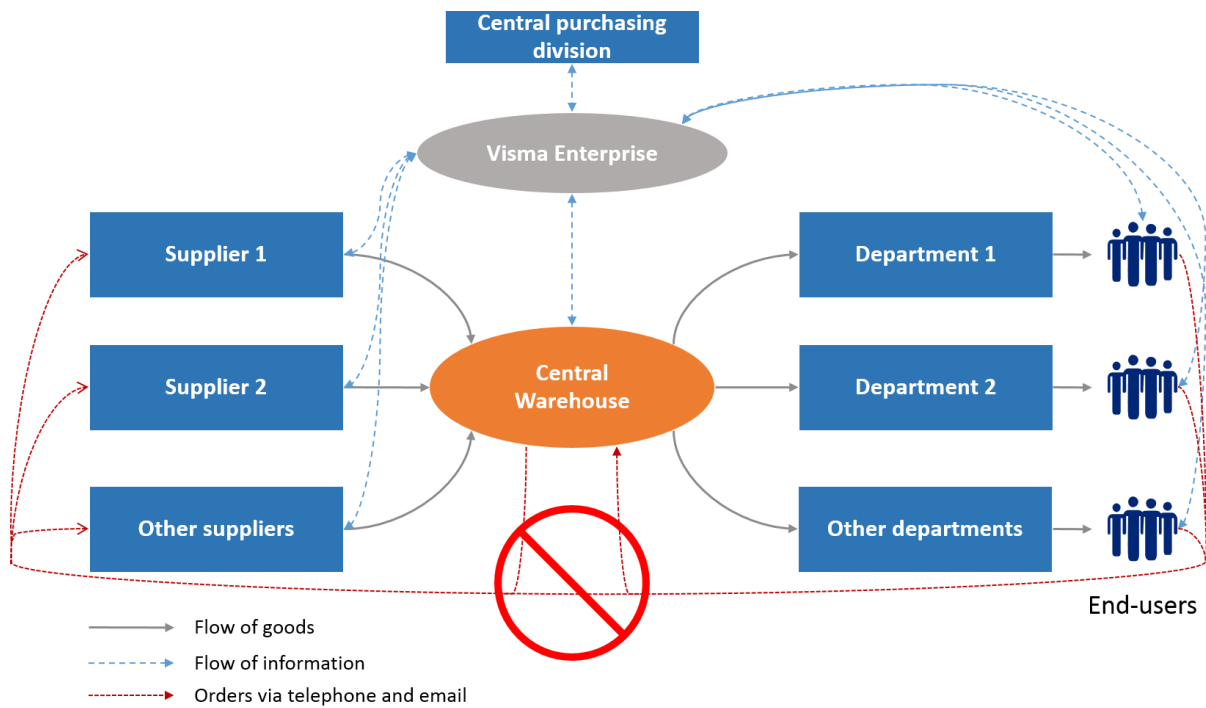 Central purchasing
division
Visma Enterprise
Supplier 1
Department 1
Supplier 2
Central
Warehouse
Department 2
Other suppliers
Other departments
End-users
Flow of goods
Flow of information
Orders via telephone and email